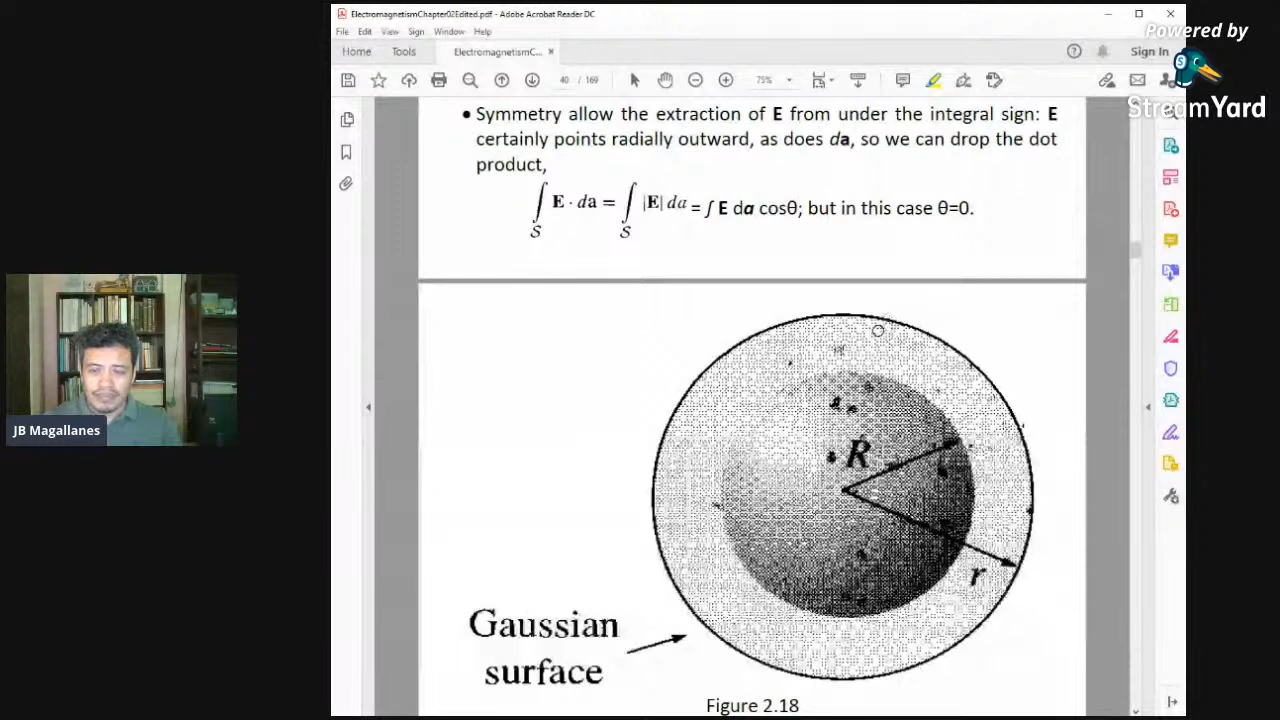 ElectromagnetismChapter02Edited.pdf - Adobe Acrobat Reader DC
File Edit View Sign Window Help
Home Tools ElectromagnetismC... × Sign In
40 / 169 75%
Powered by
StreamYard
• Symmetry allow the extraction of E from under the integral sign: E
certainly points radially outward, as does da, so we can drop the dot
product,
∫ E · da = ∫ |E| da = ∫ E da cosθ; but in this case θ=0.
S S
R
r
Gaussian
surface
Figure 2.18
JB Magallanes